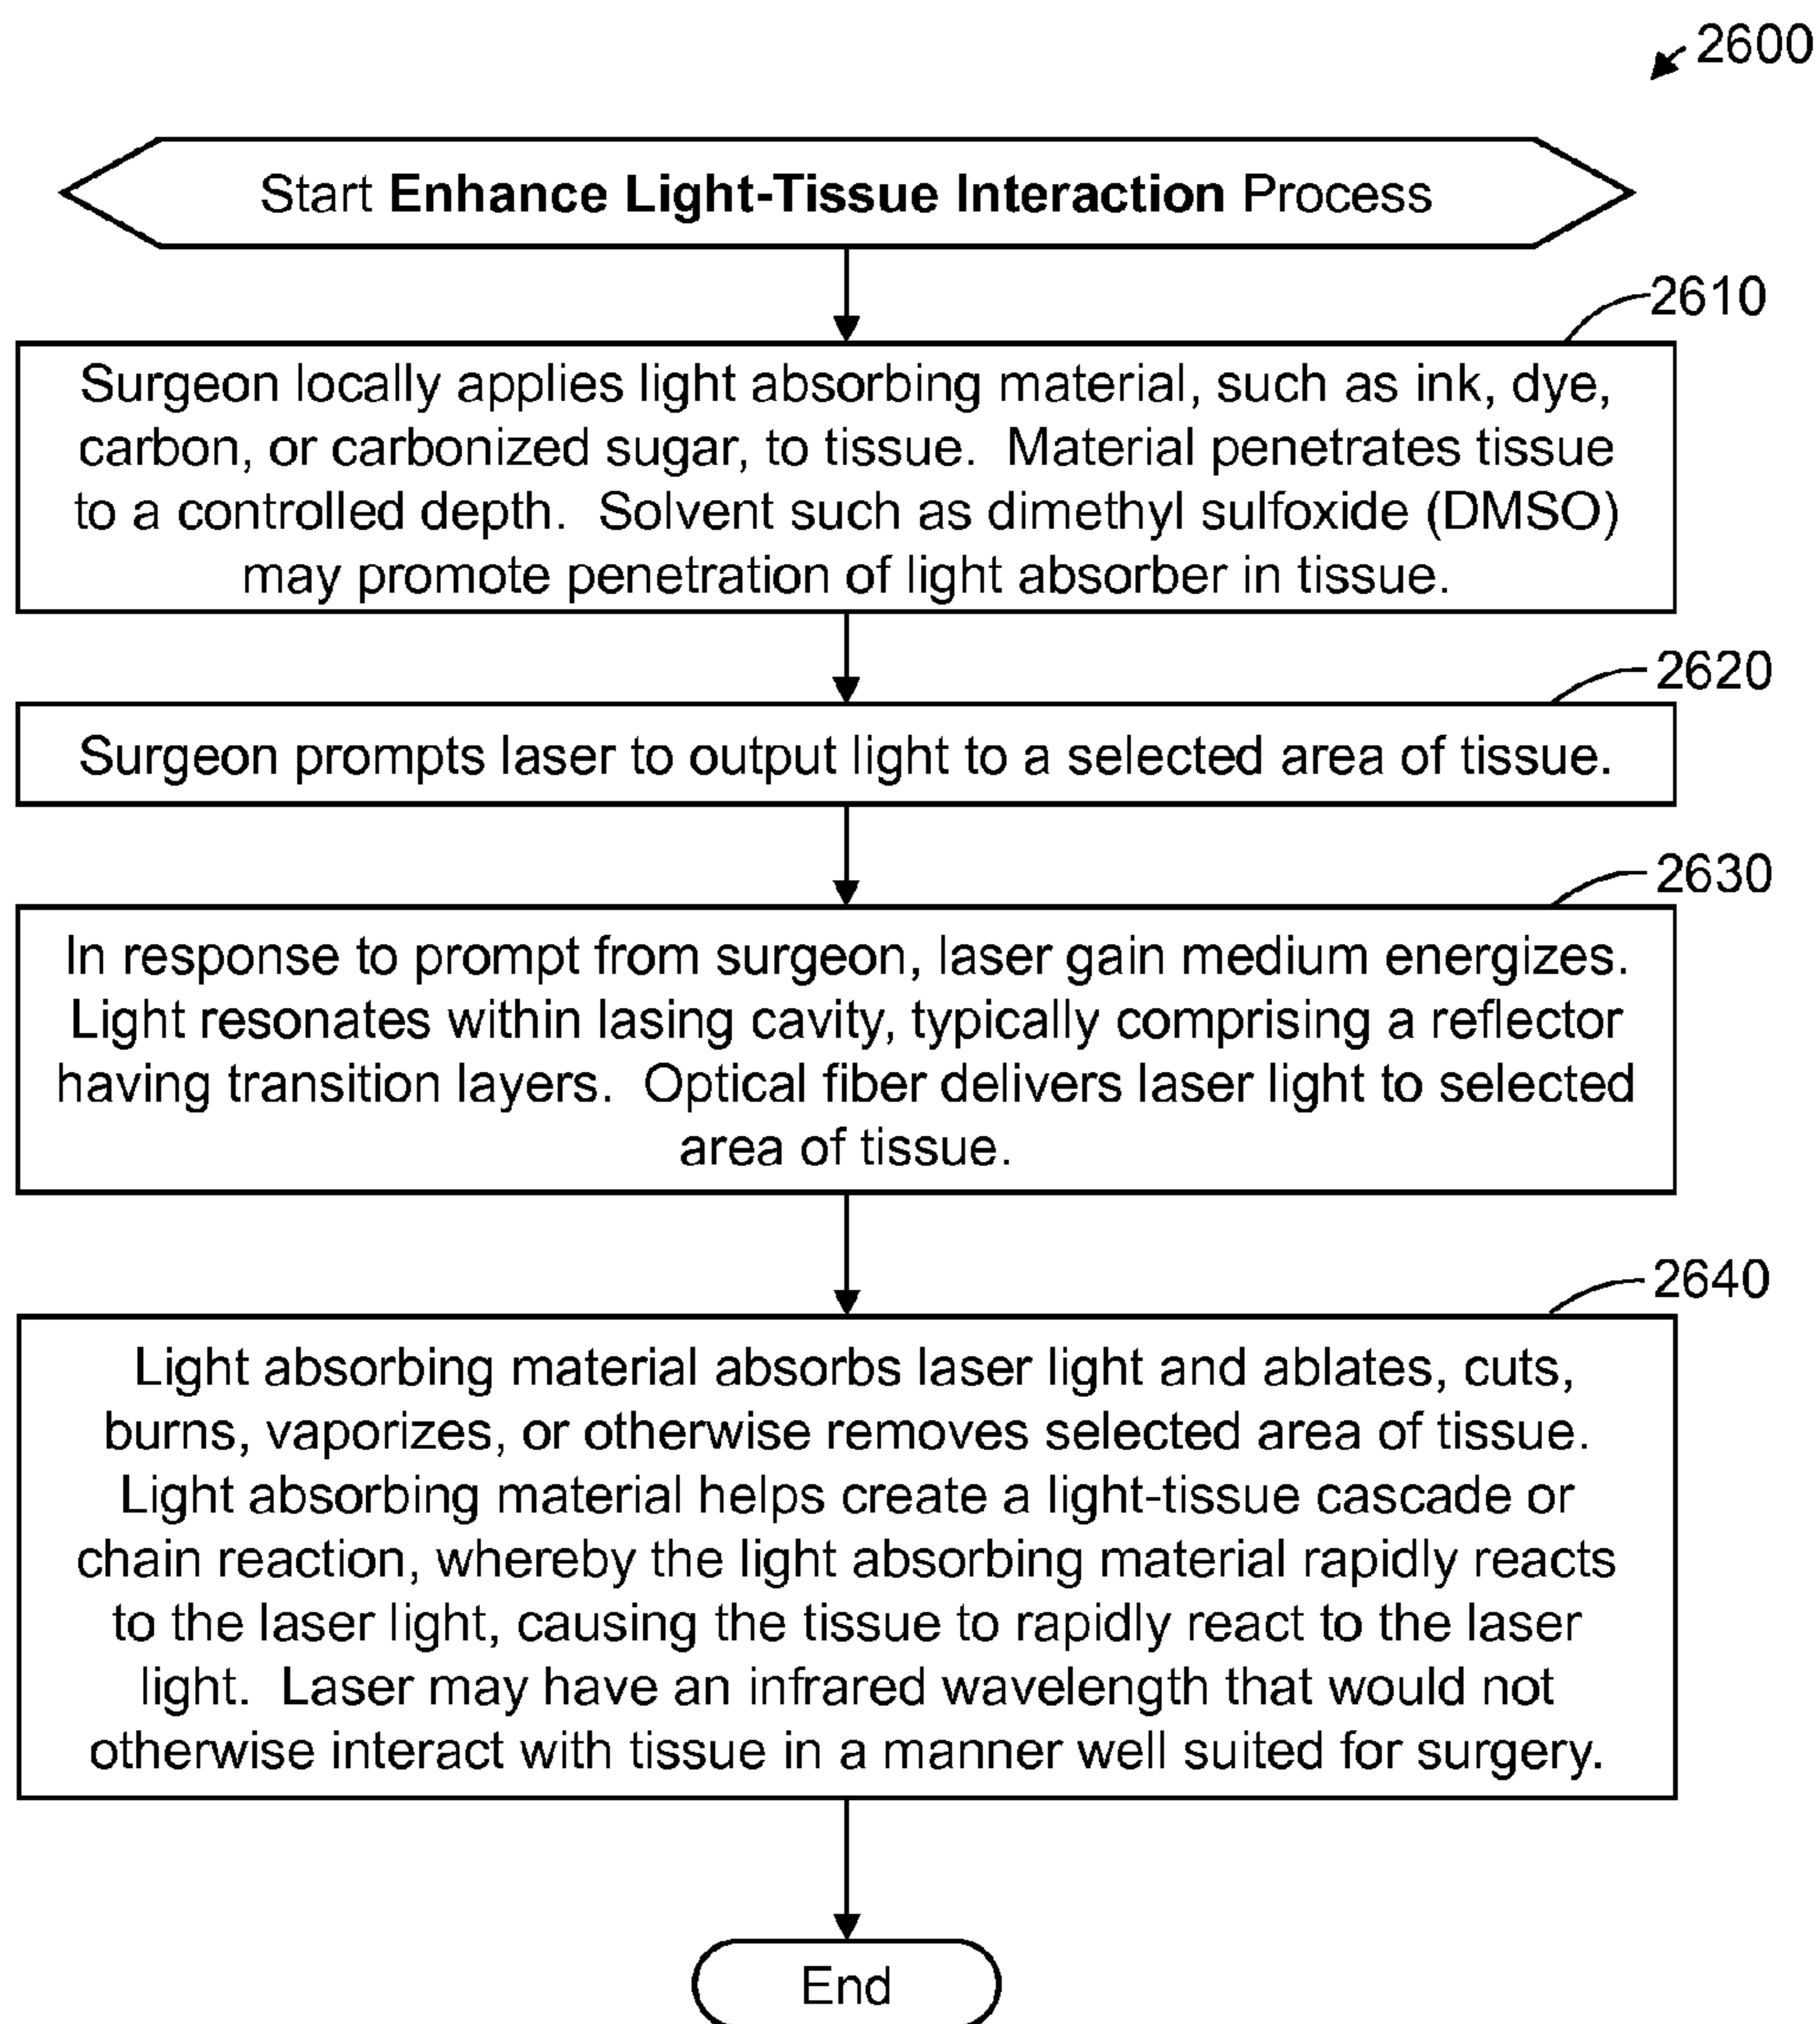 2600
Start Enhance Light-Tissue Interaction Process
2610
Surgeon locally applies light absorbing material, such as ink, dye,
carbon, or carbonized sugar, to tissue.  Material penetrates tissue
to a controlled depth.  Solvent such as dimethyl sulfoxide (DMSO)
may promote penetration of light absorber in tissue.
2620
Surgeon prompts laser to output light to a selected area of tissue.
2630
In response to prompt from surgeon, laser gain medium energizes.
Light resonates within lasing cavity, typically comprising a reflector
having transition layers.  Optical fiber delivers laser light to selected
area of tissue.
2640
Light absorbing material absorbs laser light and ablates, cuts,
burns, vaporizes, or otherwise removes selected area of tissue.
Light absorbing material helps create a light-tissue cascade or
chain reaction, whereby the light absorbing material rapidly reacts
to the laser light, causing the tissue to rapidly react to the laser
light.  Laser may have an infrared wavelength that would not
otherwise interact with tissue in a manner well suited for surgery.
End